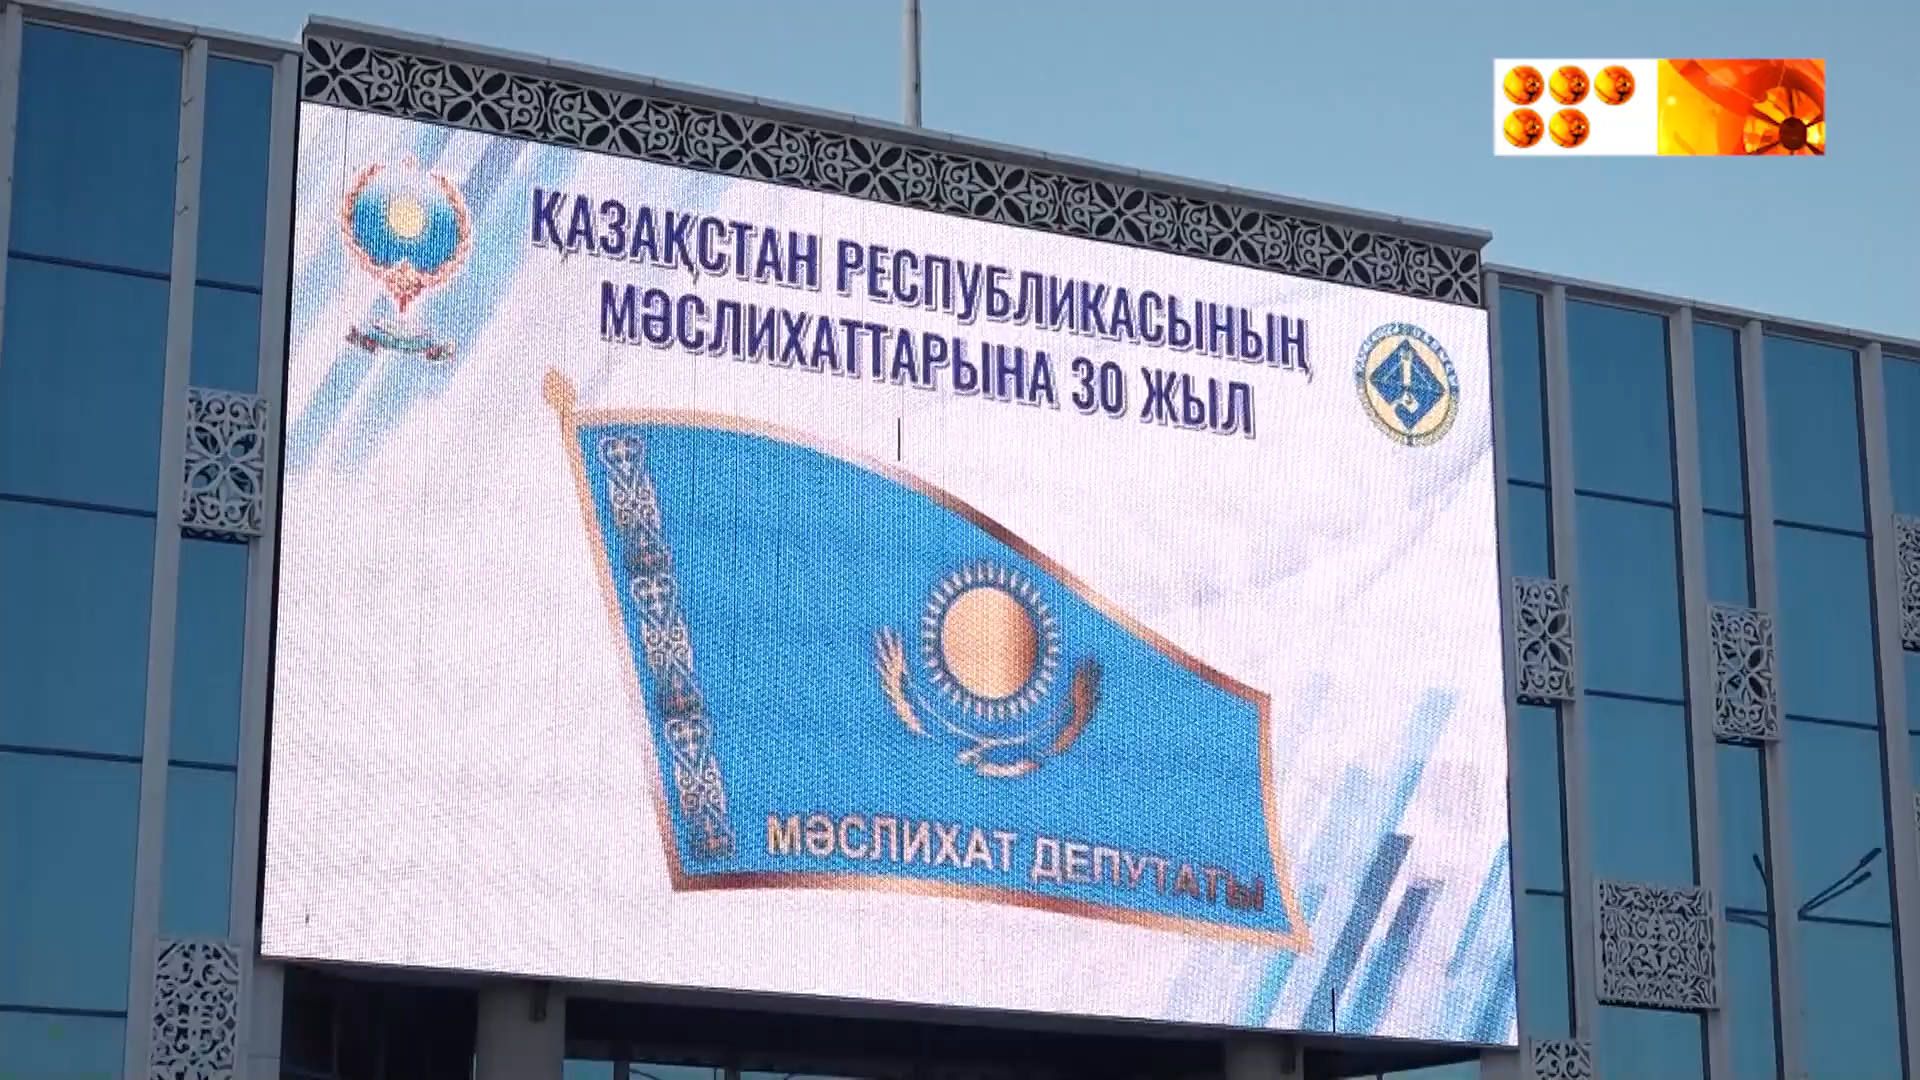 ҚАЗАҚСТАН РЕСПУБЛИКАСЫНЫҢ
МӘСЛИХАТТАРЫНА 30 ЖЫЛ
МӘСЛИХАТ ДЕПУТАТЫ